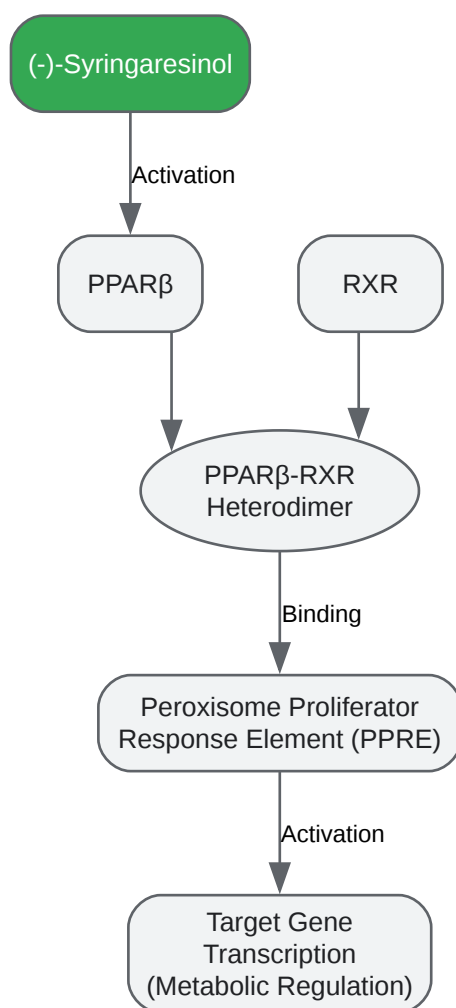 (-)-Syringaresinol
Activation
PPARβ
RXR
PPARβ-RXR
Heterodimer
Binding
Peroxisome Proliferator
Response Element (PPRE)
Activation
Target Gene
Transcription
(Metabolic Regulation)